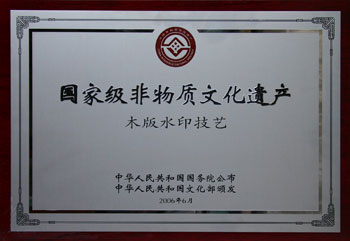 国家级非物质文化遗产
木版水印技艺
中华人民共和国国务院公布
中华人民共和国文化部颁发
2006年6月